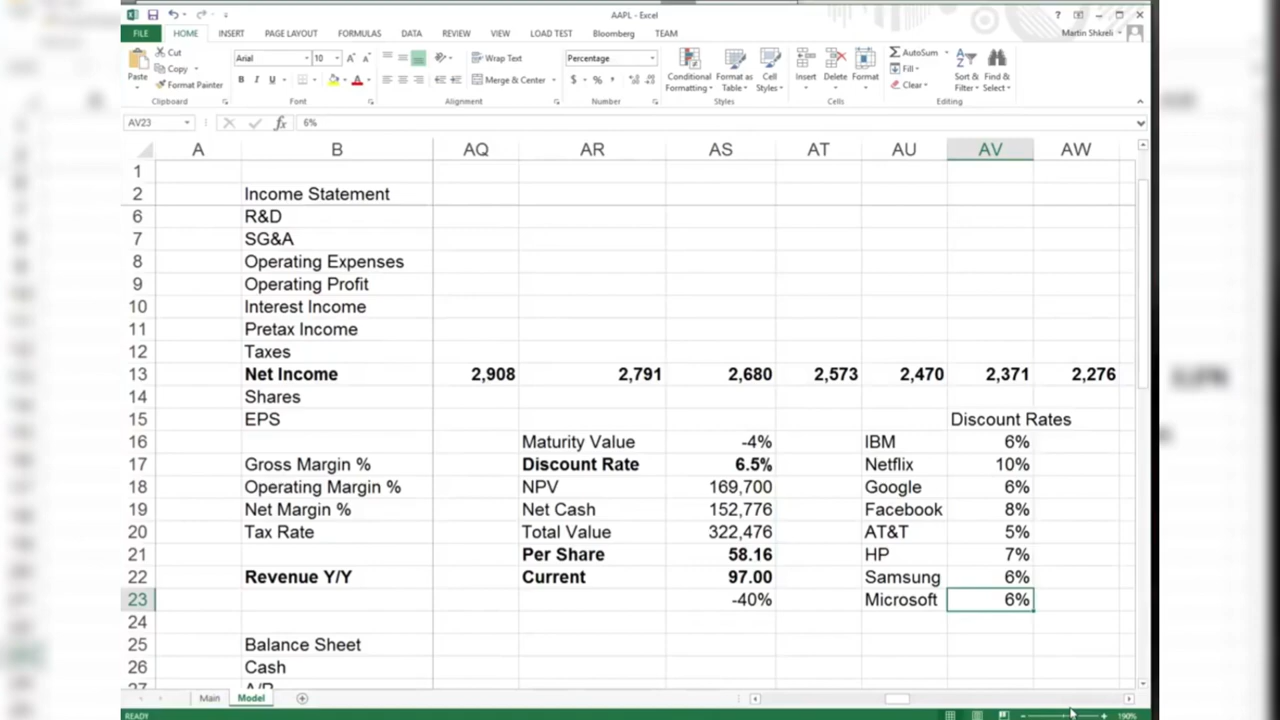 AAPL - Excel
FILE HOME INSERT PAGE LAYOUT FORMULAS DATA REVIEW VIEW LOAD TEST Bloomberg TEAM Martin Shkreli
Cut
Copy
Format Painter
Paste
Clipboard
Arial 10
B I U
Font
Wrap Text
Merge & Center
Alignment
Percentage
$ % ,
Number
Conditional Formatting
Format as Table
Cell Styles
Styles
Insert Delete Format
Cells
AutoSum
Fill
Clear
Sort & Filter
Find & Select
Editing
AV23 fx 6%
A B AQ AR AS AT AU AV AW
1
2 Income Statement
6 R&D
7 SG&A
8 Operating Expenses
9 Operating Profit
10 Interest Income
11 Pretax Income
12 Taxes
13 Net Income 2,908 2,791 2,680 2,573 2,470 2,371 2,276
14 Shares
15 EPS Discount Rates
16 Maturity Value -4% IBM 6%
17 Gross Margin % Discount Rate 6.5% Netflix 10%
18 Operating Margin % NPV 169,700 Google 6%
19 Net Margin % Net Cash 152,776 Facebook 8%
20 Tax Rate Total Value 322,476 AT&T 5%
21 Per Share 58.16 HP 7%
22 Revenue Y/Y Current 97.00 Samsung 6%
23 -40% Microsoft 6%
24
25 Balance Sheet
26 Cash
27 A/R
Main Model
READY 190%